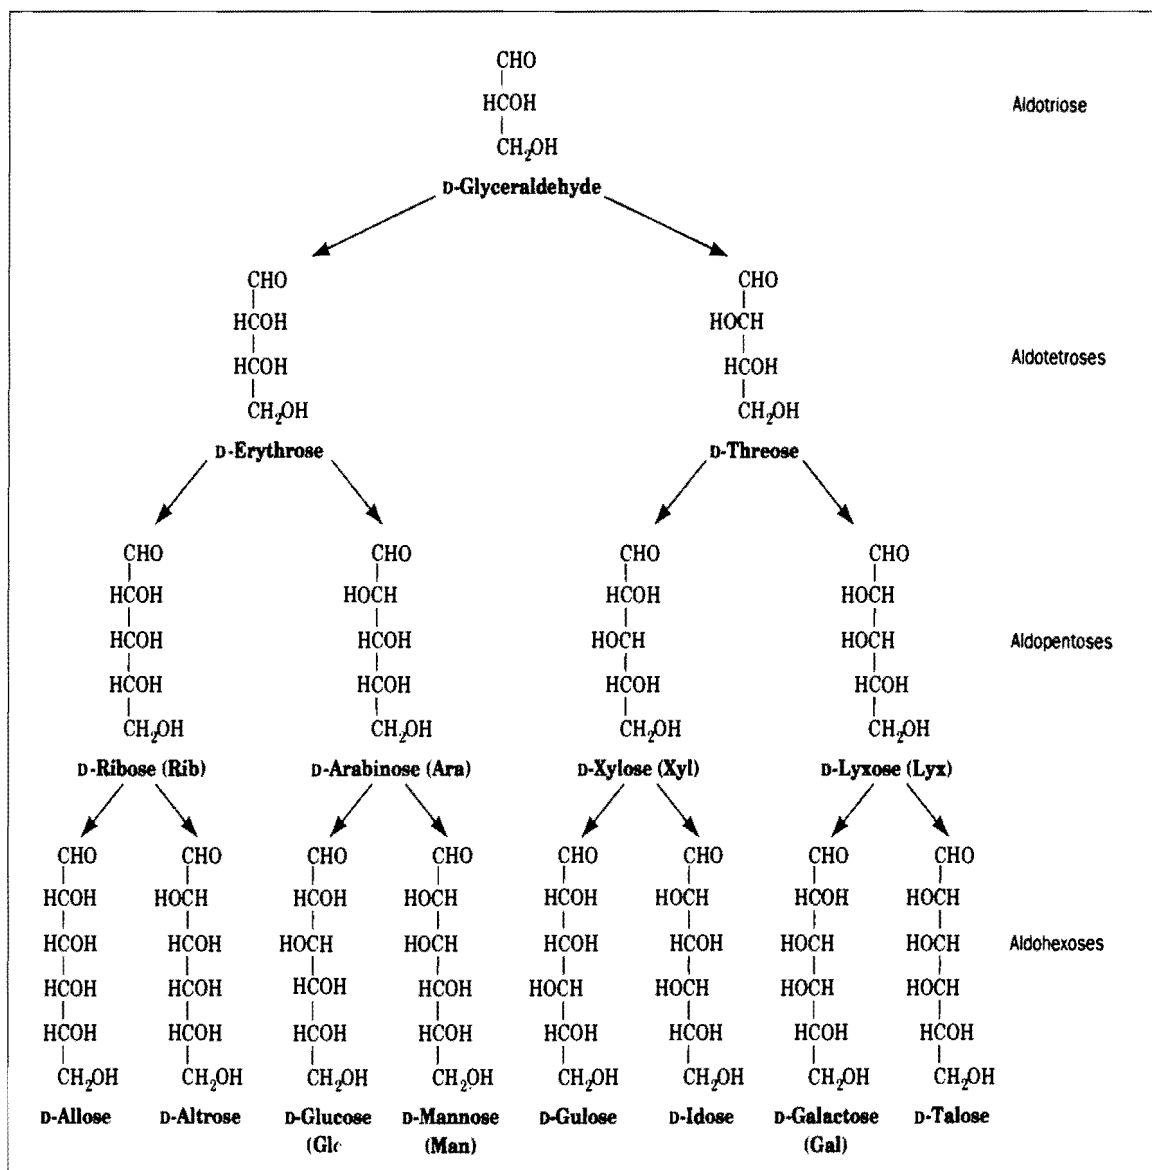 CHO
HCOH
CH₂OH
D-Glyceraldehyde
Aldotriose
CHO CHO
HCOH HOCH
HCOH HCOH
CH₂OH CH₂OH
D-Erythrose D-Threose
Aldotetroses
CHO CHO CHO CHO
HCOH HOCH HCOH HOCH
HCOH HCOH HOCH HOCH
HCOH HCOH HCOH HCOH
CH₂OH CH₂OH CH₂OH CH₂OH
D-Ribose (Rib) D-Arabinose (Ara) D-Xylose (Xyl) D-Lyxose (Lyx)
Aldopentoses
CHO CHO CHO CHO CHO CHO CHO CHO
HCOH HOCH HCOH HOCH HCOH HOCH HCOH HOCH
HCOH HCOH HOCH HOCH HCOH HCOH HOCH HOCH
HCOH HCOH HCOH HCOH HOCH HOCH HOCH HOCH
HCOH HCOH HCOH HCOH HCOH HCOH HCOH HCOH
CH₂OH CH₂OH CH₂OH CH₂OH CH₂OH CH₂OH CH₂OH CH₂OH
D-Allose D-Altrose D-Glucose D-Mannose D-Gulose D-Idose D-Galactose D-Talose
(Man) (Gal)
Aldohexoses